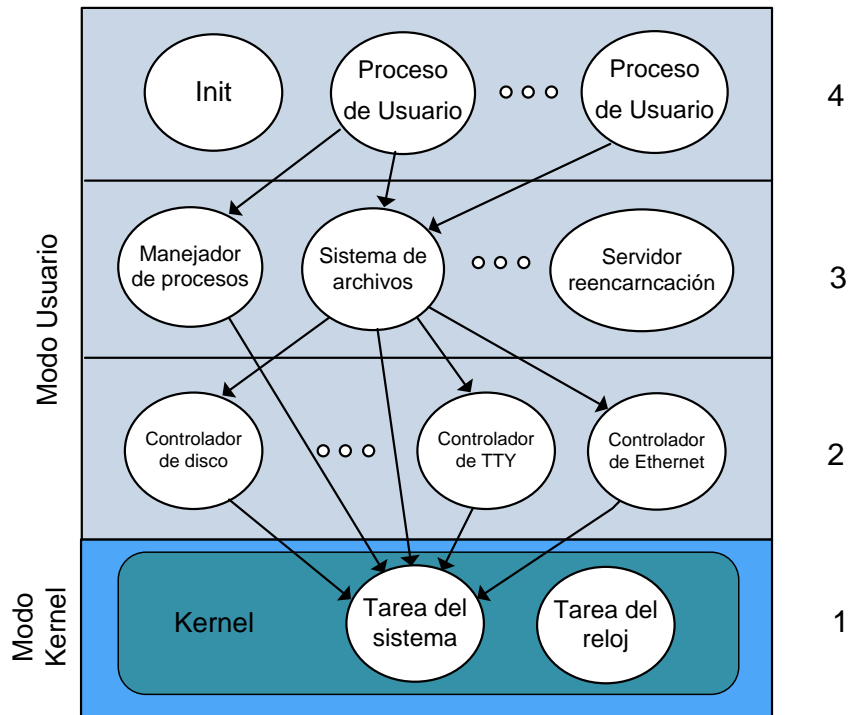 Init
Proceso
de Usuario
Proceso
de Usuario
4
Modo Usuario
Manejador
de procesos
Sistema de
archivos
Servidor
reencarncación
3
Controlador
de disco
Controlador
de TTY
Controlador
de Ethernet
2
Modo
Kernel
Kernel
Tarea del
sistema
Tarea del
reloj
1